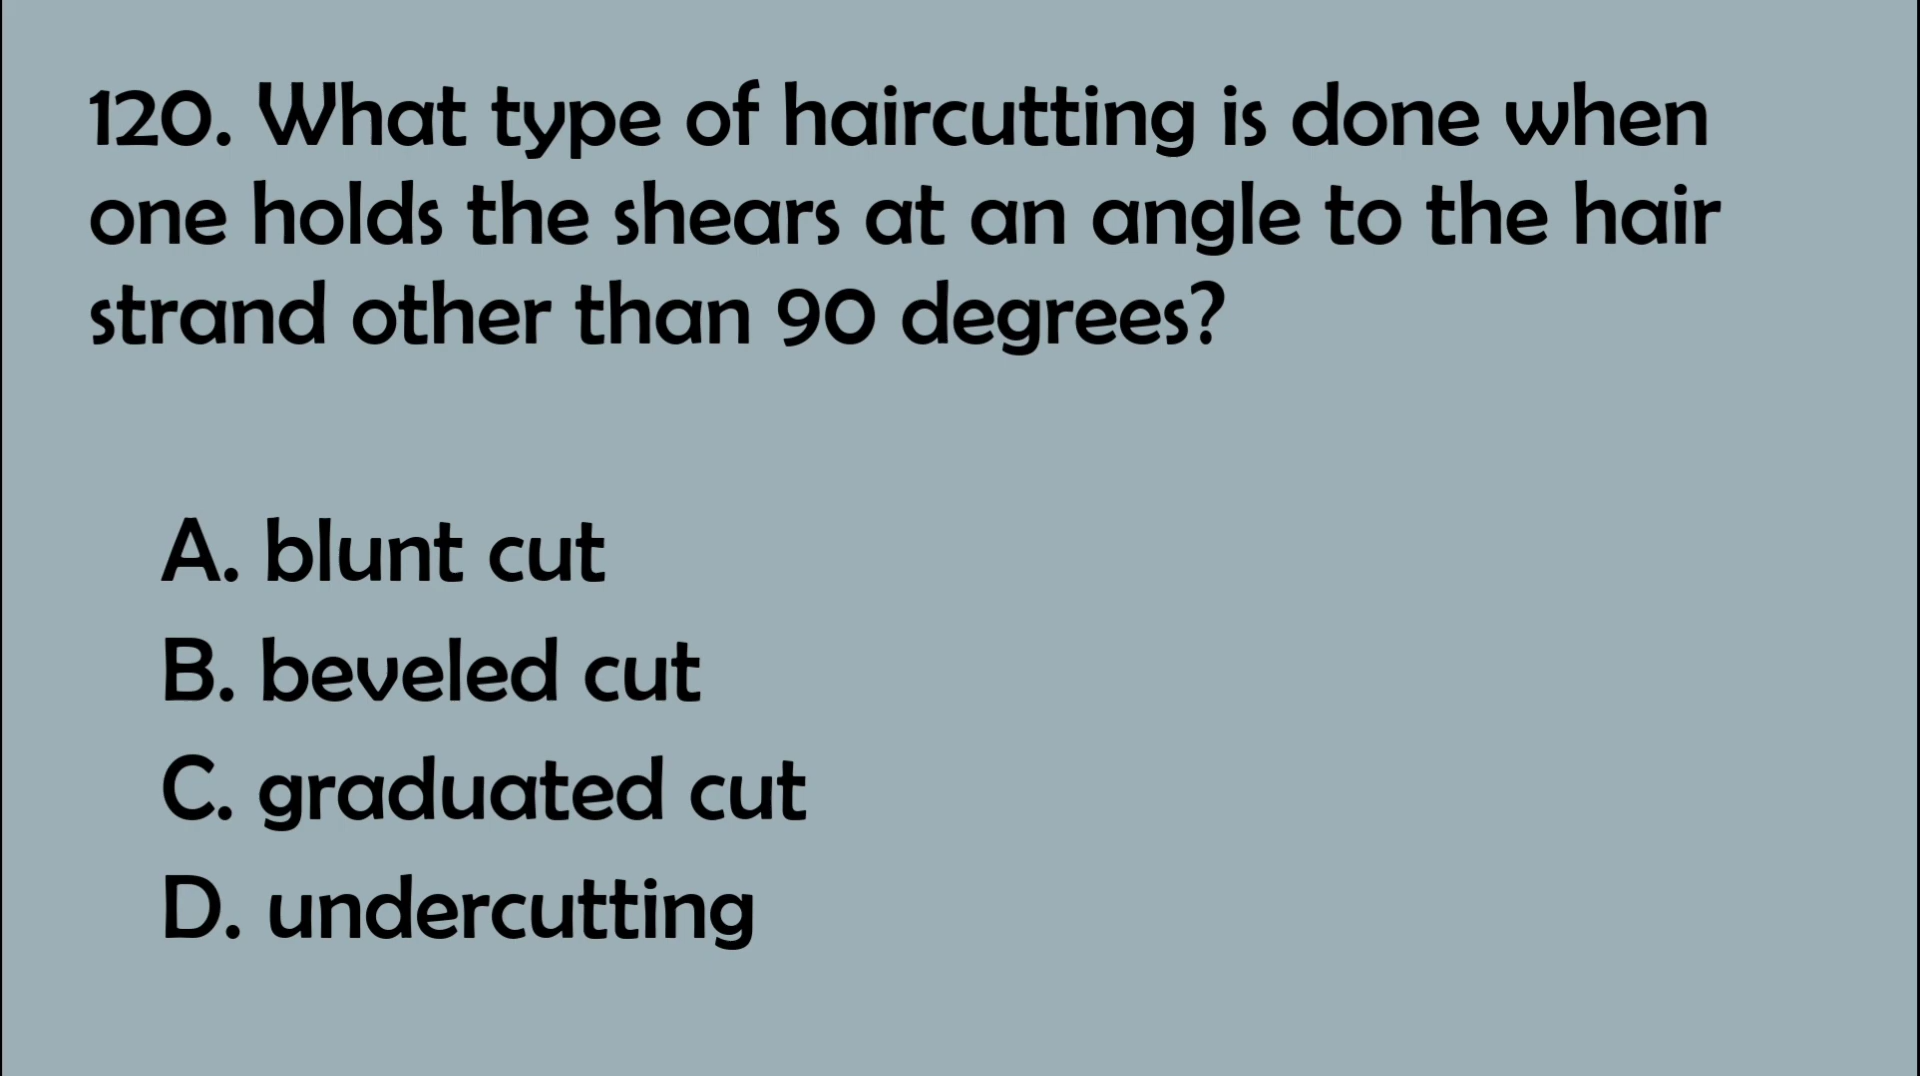 120. What type of haircutting is done when
one holds the shears at an angle to the hair
strand other than 90 degrees?
A. blunt cut
B. beveled cut
C. graduated cut
D. undercutting